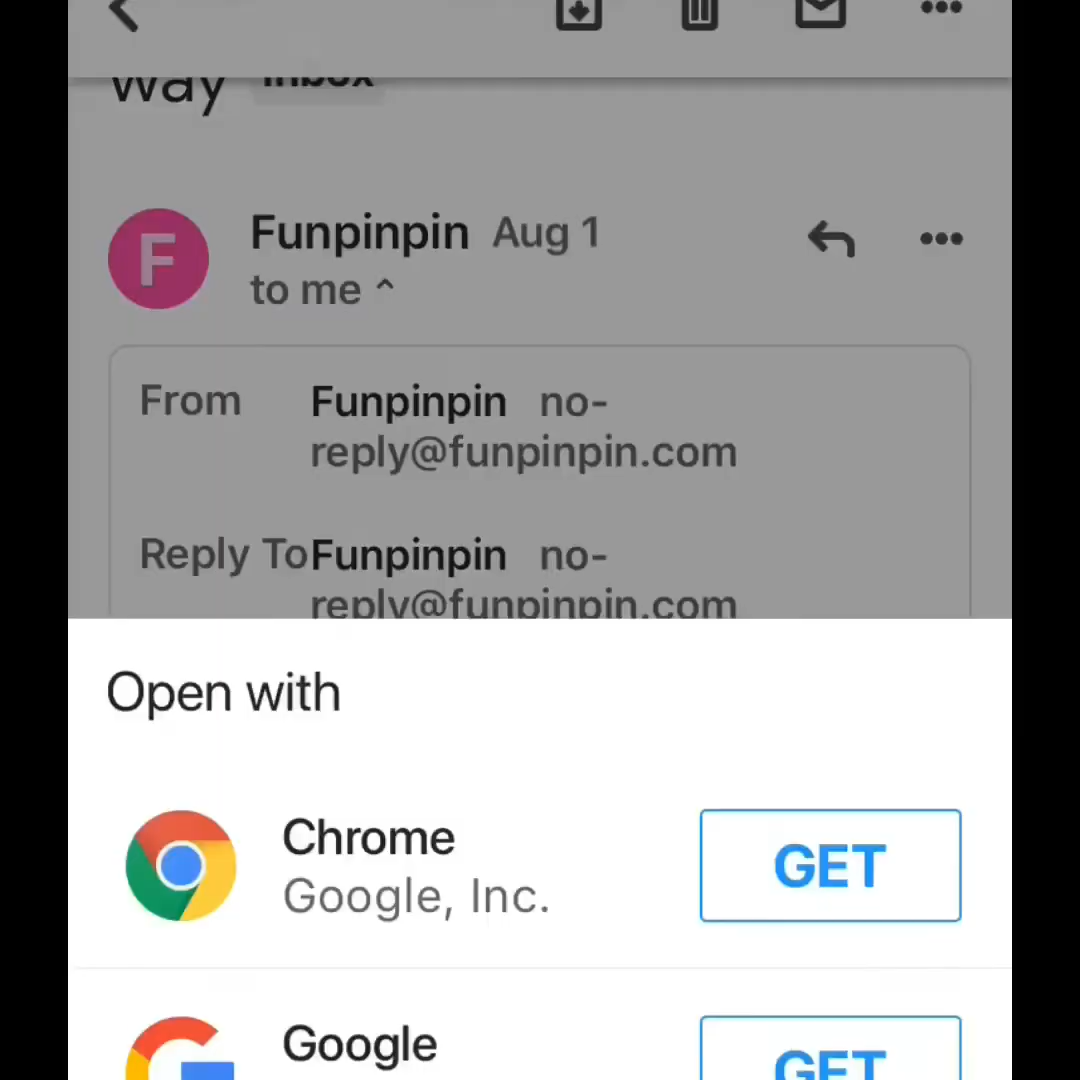 way Inbox
F
Funpinpin Aug 1
to me ^
From Funpinpin no-
reply@funpinpin.com
Reply To Funpinpin no-
reply@funpinpin.com
Open with
Chrome
GET
Google, Inc.
Google
GET